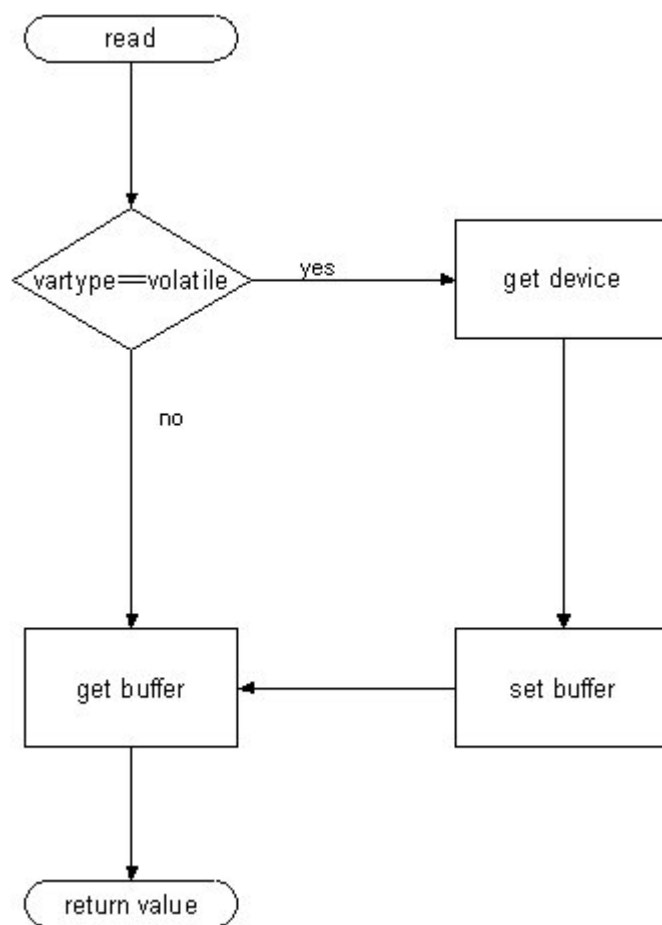 read
vartype==volatile
yes
get device
no
get buffer
set buffer
return value